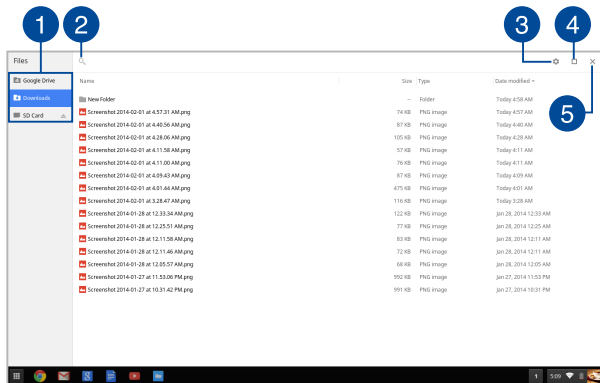 1
2
3
4
Files
Google Drive
Downloads
SD Card
5
Name Size Type Date modified
New Folder -- Folder Today 4:58 AM
Screenshot 2014-02-01 at 4.57.31 AM.png 74 KB PNG image Today 4:57 AM
Screenshot 2014-02-01 at 4.40.56 AM.png 87 KB PNG image Today 4:40 AM
Screenshot 2014-02-01 at 4.28.06 AM.png 105 KB PNG image Today 4:28 AM
Screenshot 2014-02-01 at 4.11.58 AM.png 57 KB PNG image Today 4:11 AM
Screenshot 2014-02-01 at 4.11.00 AM.png 76 KB PNG image Today 4:11 AM
Screenshot 2014-02-01 at 4.09.43 AM.png 87 KB PNG image Today 4:09 AM
Screenshot 2014-02-01 at 4.01.44 AM.png 475 KB PNG image Today 4:01 AM
Screenshot 2014-02-01 at 3.28.47 AM.png 116 KB PNG image Today 3:28 AM
Screenshot 2014-01-28 at 12.33.34 AM.png 122 KB PNG image Jan 28, 2014 12:33 AM
Screenshot 2014-01-28 at 12.25.51 AM.png 77 KB PNG image Jan 28, 2014 12:25 AM
Screenshot 2014-01-28 at 12.11.58 AM.png 83 KB PNG image Jan 28, 2014 12:11 AM
Screenshot 2014-01-28 at 12.11.46 AM.png 72 KB PNG image Jan 28, 2014 12:11 AM
Screenshot 2014-01-28 at 12.05.57 AM.png 68 KB PNG image Jan 28, 2014 12:05 AM
Screenshot 2014-01-27 at 11.53.06 PM.png 992 KB PNG image Jan 27, 2014 11:53 PM
Screenshot 2014-01-27 at 10.31.42 PM.png 991 KB PNG image Jan 27, 2014 10:31 PM
8 1 5:09